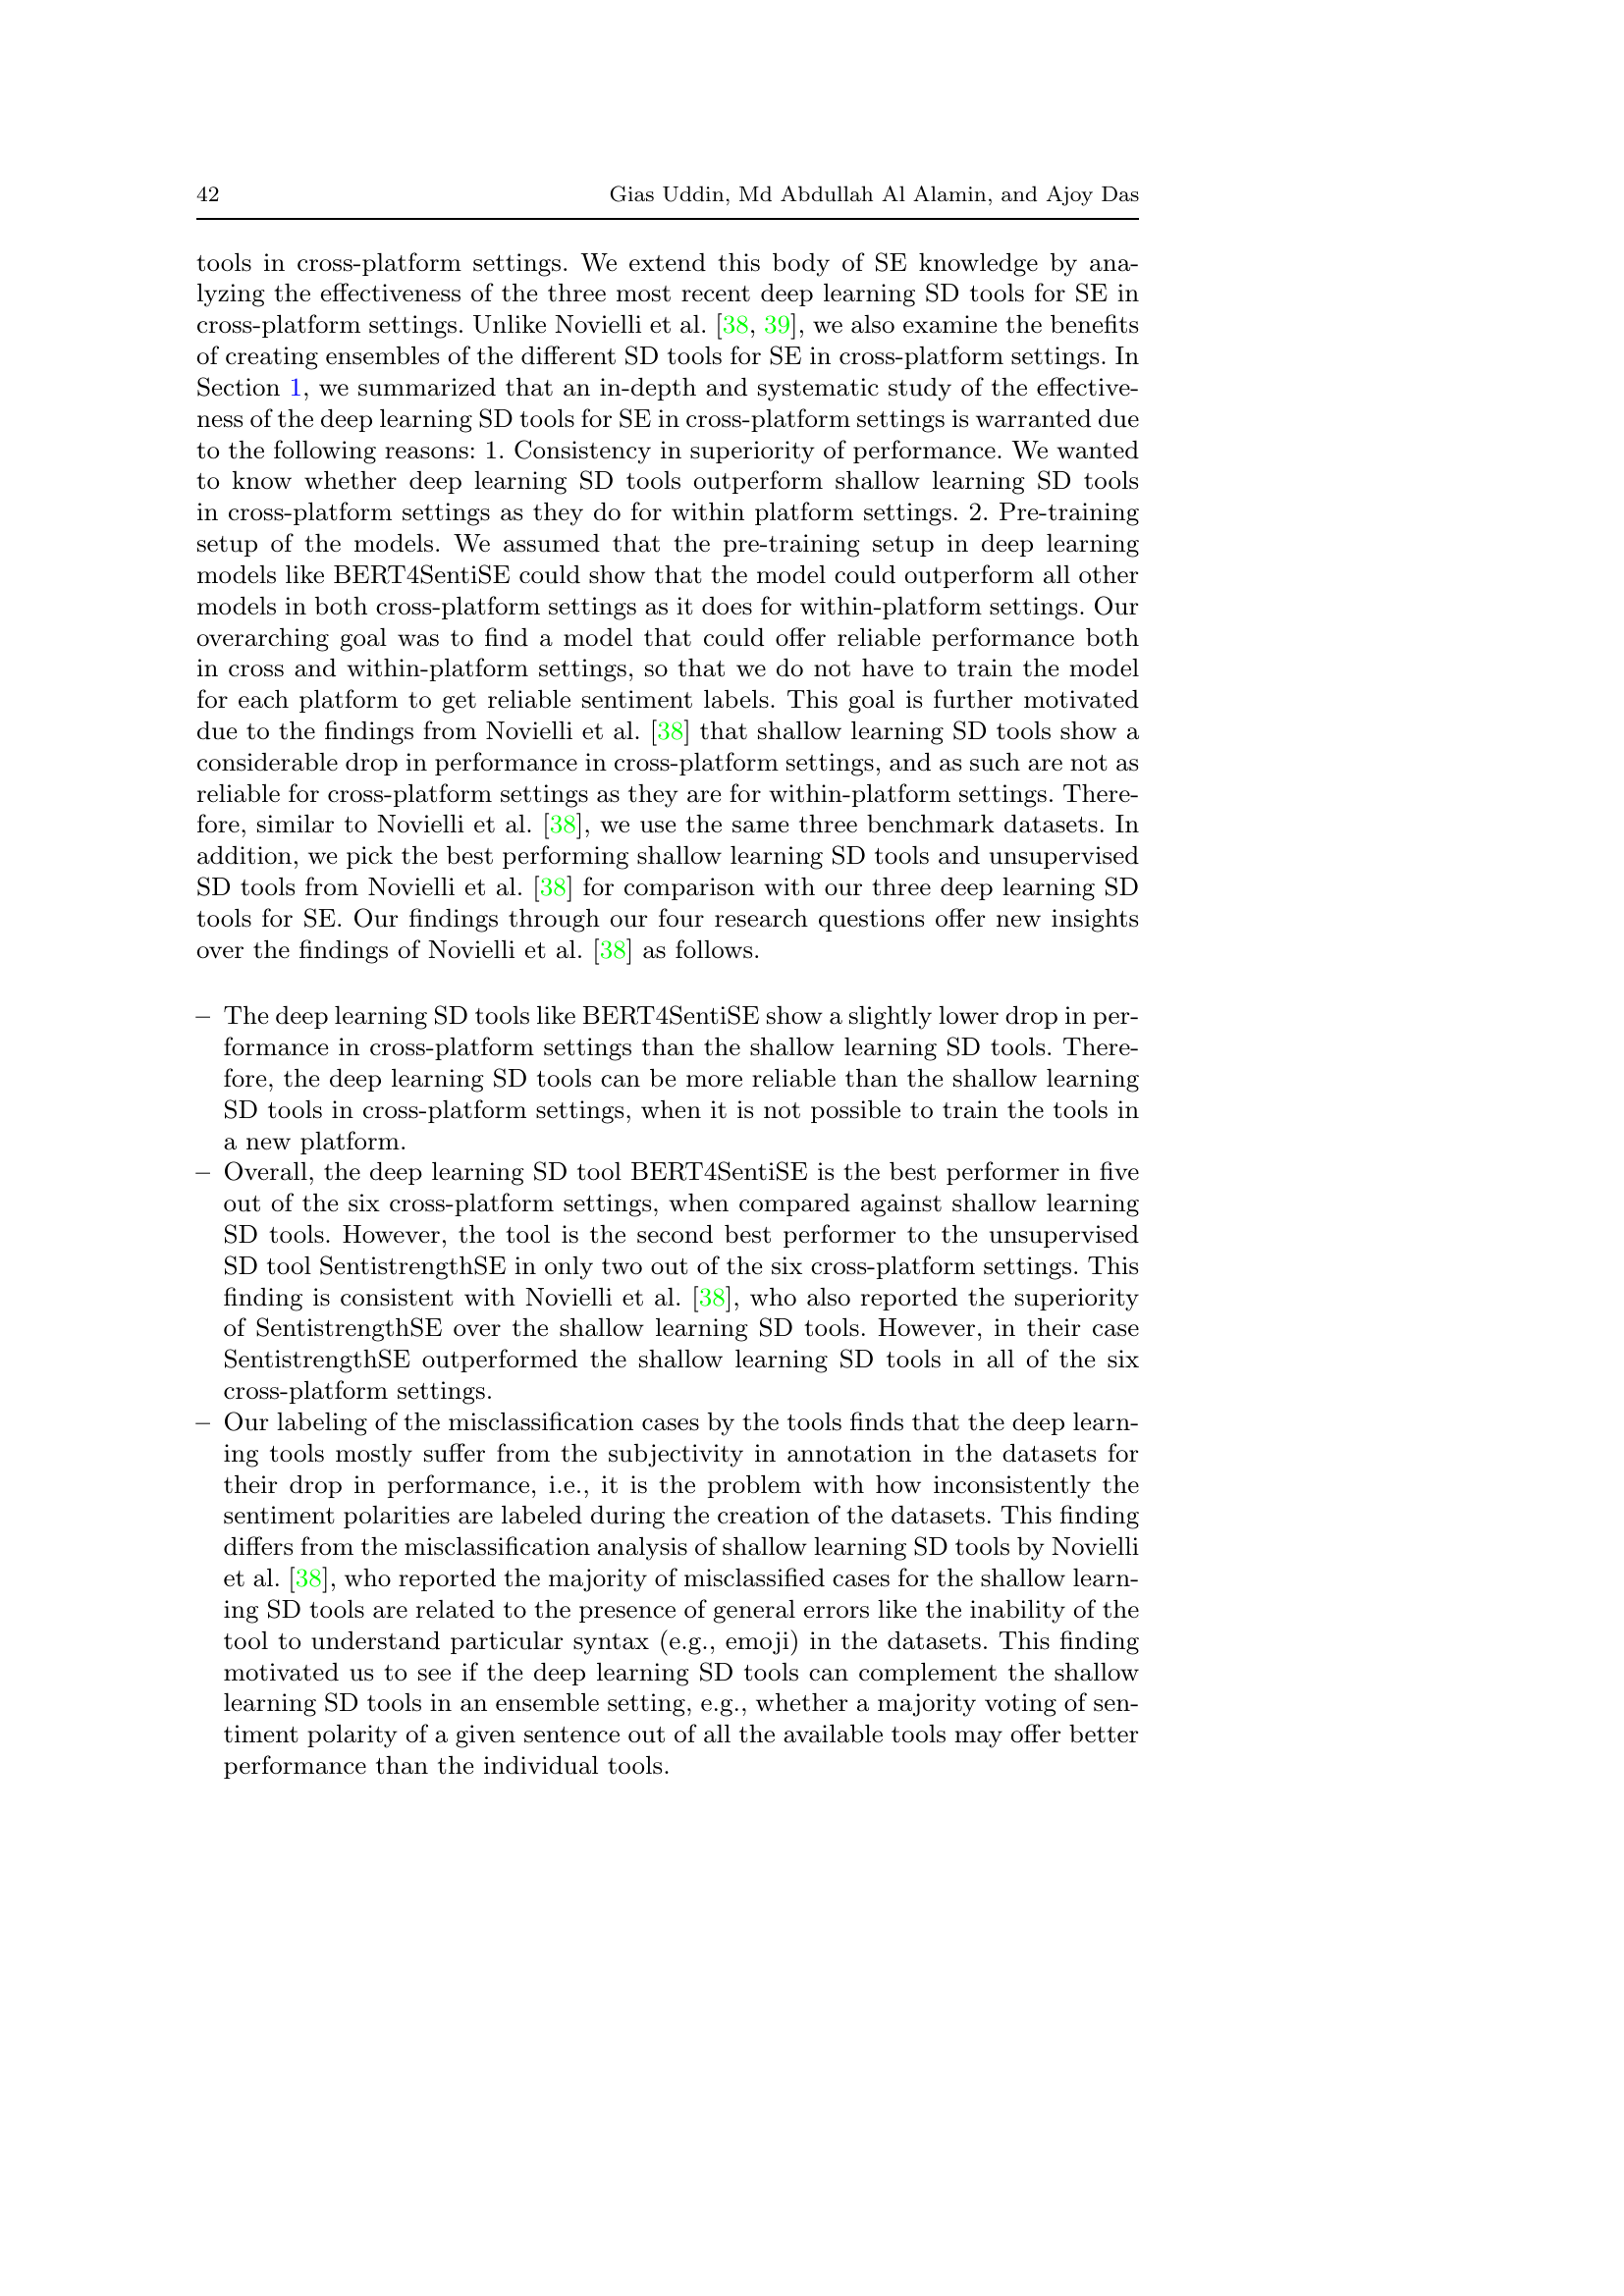 42 Gias Uddin, Md Abdullah Al Alamin, and Ajoy Das
tools in cross-platform settings. We extend this body of SE knowledge by ana-
lyzing the effectiveness of the three most recent deep learning SD tools for SE in
cross-platform settings. Unlike Novielli et al. [38, 39], we also examine the benefits
of creating ensembles of the different SD tools for SE in cross-platform settings. In
Section 1, we summarized that an in-depth and systematic study of the effective-
ness of the deep learning SD tools for SE in cross-platform settings is warranted due
to the following reasons: 1. Consistency in superiority of performance. We wanted
to know whether deep learning SD tools outperform shallow learning SD tools
in cross-platform settings as they do for within platform settings. 2. Pre-training
setup of the models. We assumed that the pre-training setup in deep learning
models like BERT4SentiSE could show that the model could outperform all other
models in both cross-platform settings as it does for within-platform settings. Our
overarching goal was to find a model that could offer reliable performance both
in cross and within-platform settings, so that we do not have to train the model
for each platform to get reliable sentiment labels. This goal is further motivated
due to the findings from Novielli et al. [38] that shallow learning SD tools show a
considerable drop in performance in cross-platform settings, and as such are not as
reliable for cross-platform settings as they are for within-platform settings. There-
fore, similar to Novielli et al. [38], we use the same three benchmark datasets. In
addition, we pick the best performing shallow learning SD tools and unsupervised
SD tools from Novielli et al. [38] for comparison with our three deep learning SD
tools for SE. Our findings through our four research questions offer new insights
over the findings of Novielli et al. [38] as follows.
– The deep learning SD tools like BERT4SentiSE show a slightly lower drop in per-
formance in cross-platform settings than the shallow learning SD tools. There-
fore, the deep learning SD tools can be more reliable than the shallow learning
SD tools in cross-platform settings, when it is not possible to train the tools in
a new platform.
– Overall, the deep learning SD tool BERT4SentiSE is the best performer in five
out of the six cross-platform settings, when compared against shallow learning
SD tools. However, the tool is the second best performer to the unsupervised
SD tool SentistrengthSE in only two out of the six cross-platform settings. This
finding is consistent with Novielli et al. [38], who also reported the superiority
of SentistrengthSE over the shallow learning SD tools. However, in their case
SentistrengthSE outperformed the shallow learning SD tools in all of the six
cross-platform settings.
– Our labeling of the misclassification cases by the tools finds that the deep learn-
ing tools mostly suffer from the subjectivity in annotation in the datasets for
their drop in performance, i.e., it is the problem with how inconsistently the
sentiment polarities are labeled during the creation of the datasets. This finding
differs from the misclassification analysis of shallow learning SD tools by Novielli
et al. [38], who reported the majority of misclassified cases for the shallow learn-
ing SD tools are related to the presence of general errors like the inability of the
tool to understand particular syntax (e.g., emoji) in the datasets. This finding
motivated us to see if the deep learning SD tools can complement the shallow
learning SD tools in an ensemble setting, e.g., whether a majority voting of sen-
timent polarity of a given sentence out of all the available tools may offer better
performance than the individual tools.